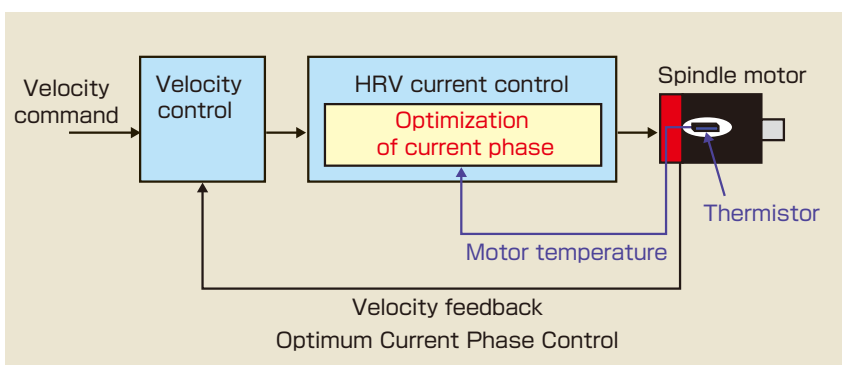 Velocity
command
Velocity
control
HRV current control
Optimization
of current phase
Spindle motor
Thermistor
Motor temperature
Velocity feedback
Optimum Current Phase Control